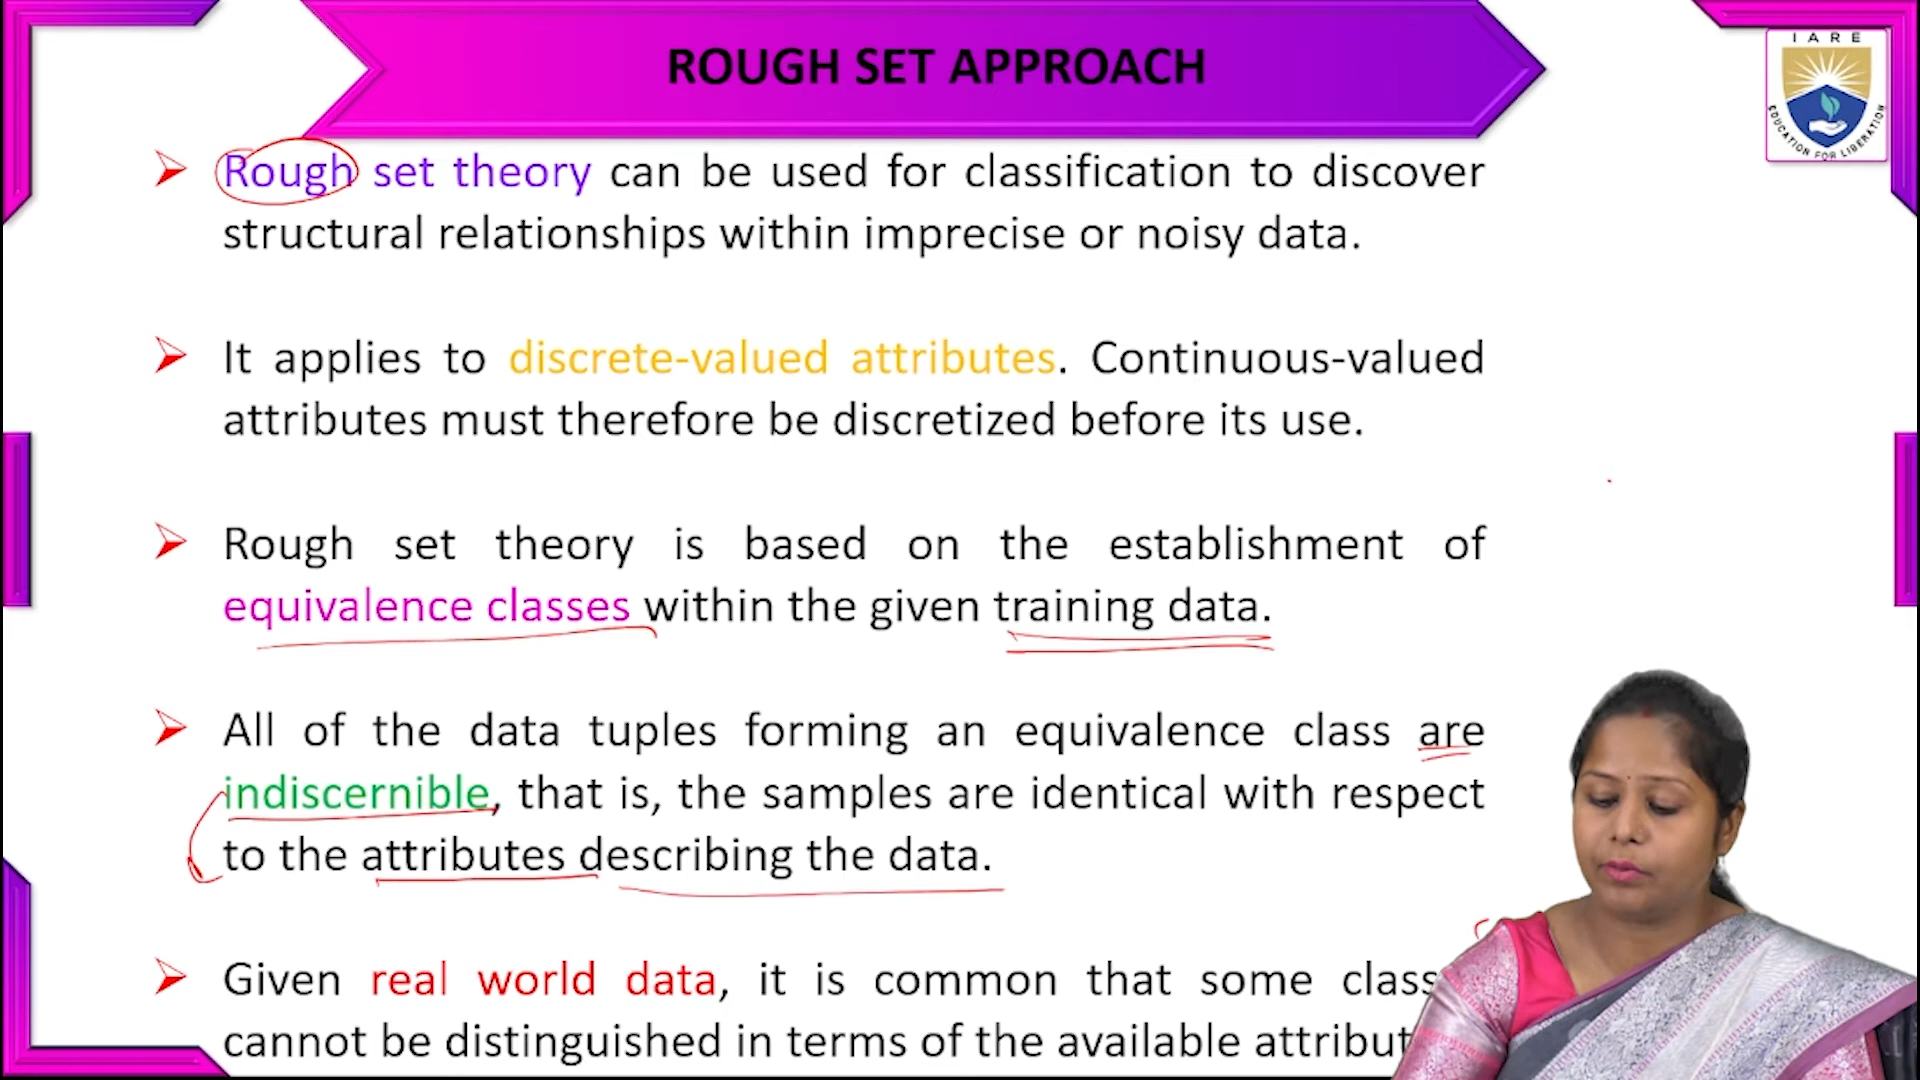 ROUGH SET APPROACH
IARE
EDUCATION FOR LIBERATION
Rough set theory can be used for classification to discover
structural relationships within imprecise or noisy data.
It applies to discrete-valued attributes. Continuous-valued
attributes must therefore be discretized before its use.
Rough set theory is based on the establishment of
equivalence classes within the given training data.
All of the data tuples forming an equivalence class are
indiscernible, that is, the samples are identical with respect
to the attributes describing the data.
Given real world data, it is common that some class
cannot be distinguished in terms of the available attribut